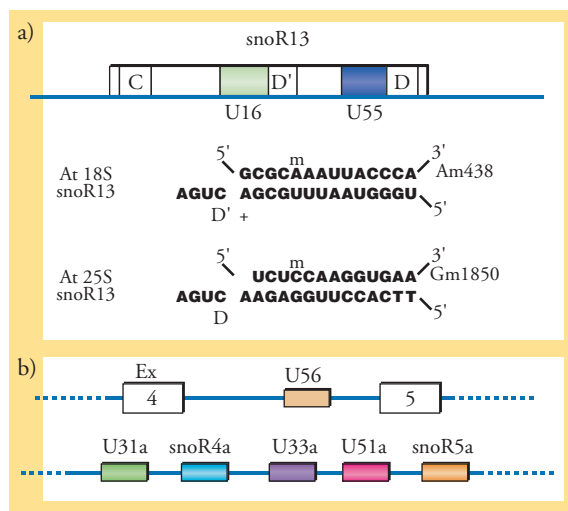 a)
snoR13
C D' D
U16 U55
5' m 3'
At 18S GCGCAAAUUACCCA Am438
snoR13 AGUC AGCGUUUAAUGGGU 5'
D' +
5' m 3'
At 25S UCUCCAAGGUGAA Gm1850
snoR13 AGUC AAGAGGUUCCACTT 5'
D
b)
Ex U56
4 5
U31a snoR4a U33a U51a snoR5a